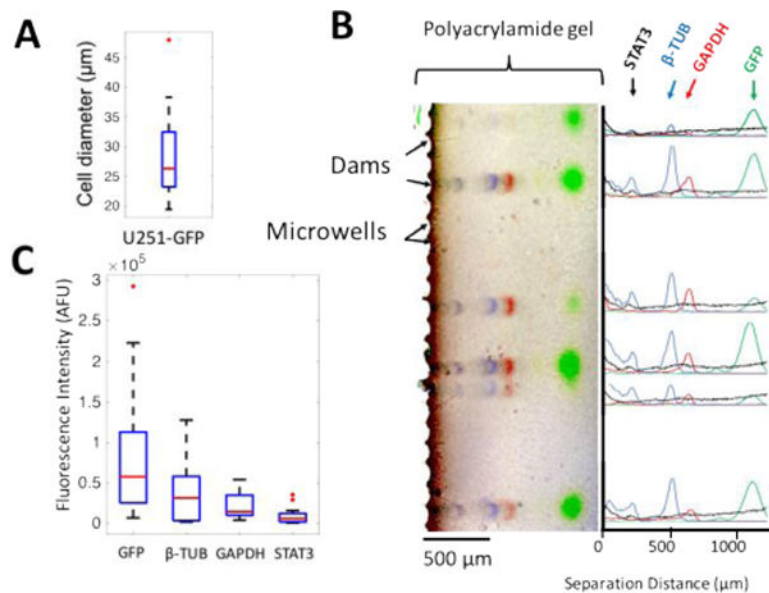 A
Cell diameter (µm)
45
40
35
30
25
20
U251-GFP
B
Polyacrylamide gel
STAT3
β-TUB
GAPDH
GFP
Dams
Microwells
500 µm
0
500
1000
Separation Distance (µm)
C
× 10⁵
Fluorescence Intensity (AFU)
3
2.5
2
1.5
1
0.5
0
GFP β-TUB GAPDH STAT3